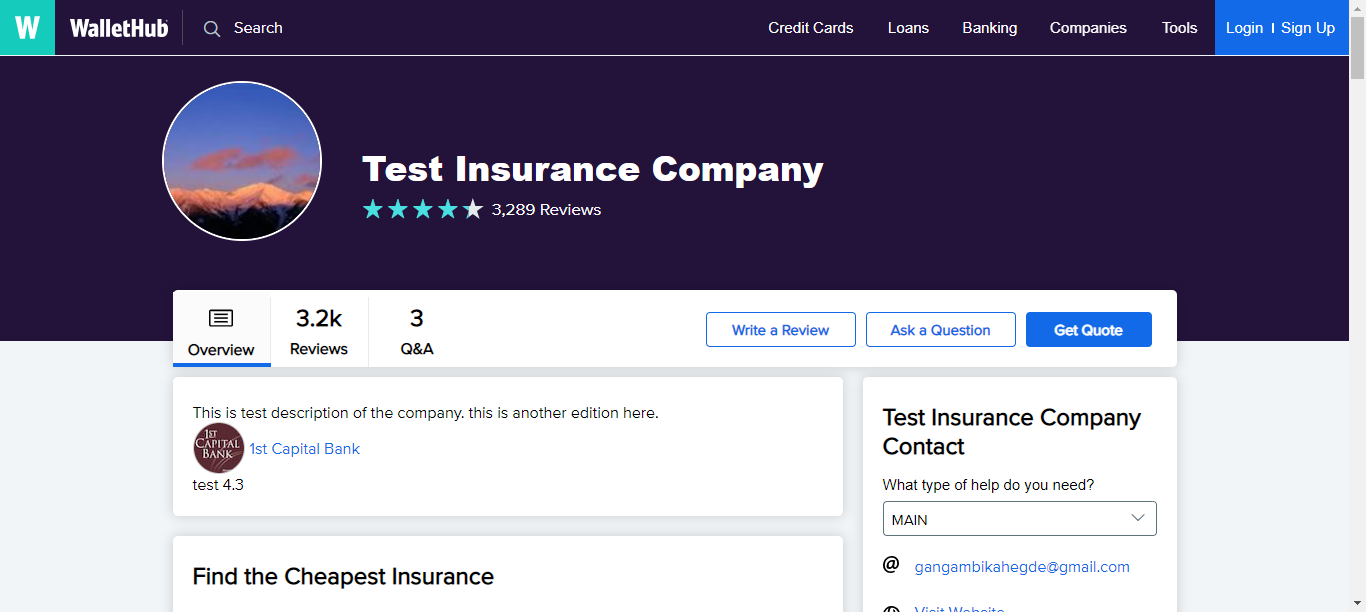 W WalletHub Search Credit Cards Loans Banking Companies Tools Login | Sign Up
Test Insurance Company
3,289 Reviews
Overview
3.2k
Reviews
3
Q&A
Write a Review Ask a Question Get Quote
This is test description of the company. this is another edition here.
1ST
CAPITAL
BANK
1st Capital Bank
test 4.3
Find the Cheapest Insurance
Test Insurance Company
Contact
What type of help do you need?
MAIN
@ gangambikahegde@gmail.com
Visit Website